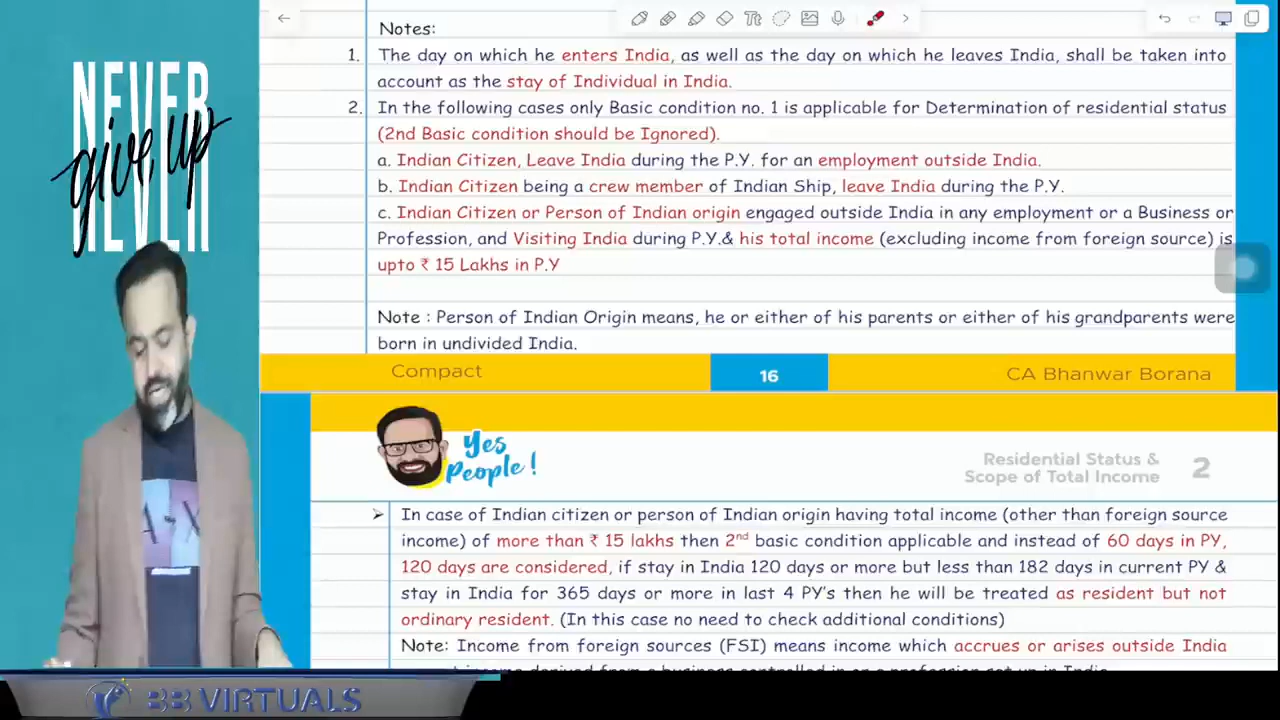 NEVER
give up
NEVER
Notes:
1. The day on which he enters India, as well as the day on which he leaves India, shall be taken into
account as the stay of Individual in India.
2. In the following cases only Basic condition no. 1 is applicable for Determination of residential status
(2nd Basic condition should be Ignored).
a. Indian Citizen, Leave India during the P.Y. for an employment outside India.
b. Indian Citizen being a crew member of Indian Ship, leave India during the P.Y.
c. Indian Citizen or Person of Indian origin engaged outside India in any employment or a Business or
Profession, and Visiting India during P.Y.& his total income (excluding income from foreign source) is
upto ₹ 15 Lakhs in P.Y
Note : Person of Indian Origin means, he or either of his parents or either of his grandparents were
born in undivided India.
Compact
16
CA Bhanwar Borana
Yes
People!
Residential Status &
Scope of Total Income
2
➤ In case of Indian citizen or person of Indian origin having total income (other than foreign source
income) of more than ₹ 15 lakhs then 2nd basic condition applicable and instead of 60 days in PY,
120 days are considered, if stay in India 120 days or more but less than 182 days in current PY &
stay in India for 365 days or more in last 4 PY's then he will be treated as resident but not
ordinary resident. (In this case no need to check additional conditions)
Note: Income from foreign sources (FSI) means income which accrues or arises outside India
income derived from a business controlled in or a profession set up in India
BB VIRTUALS